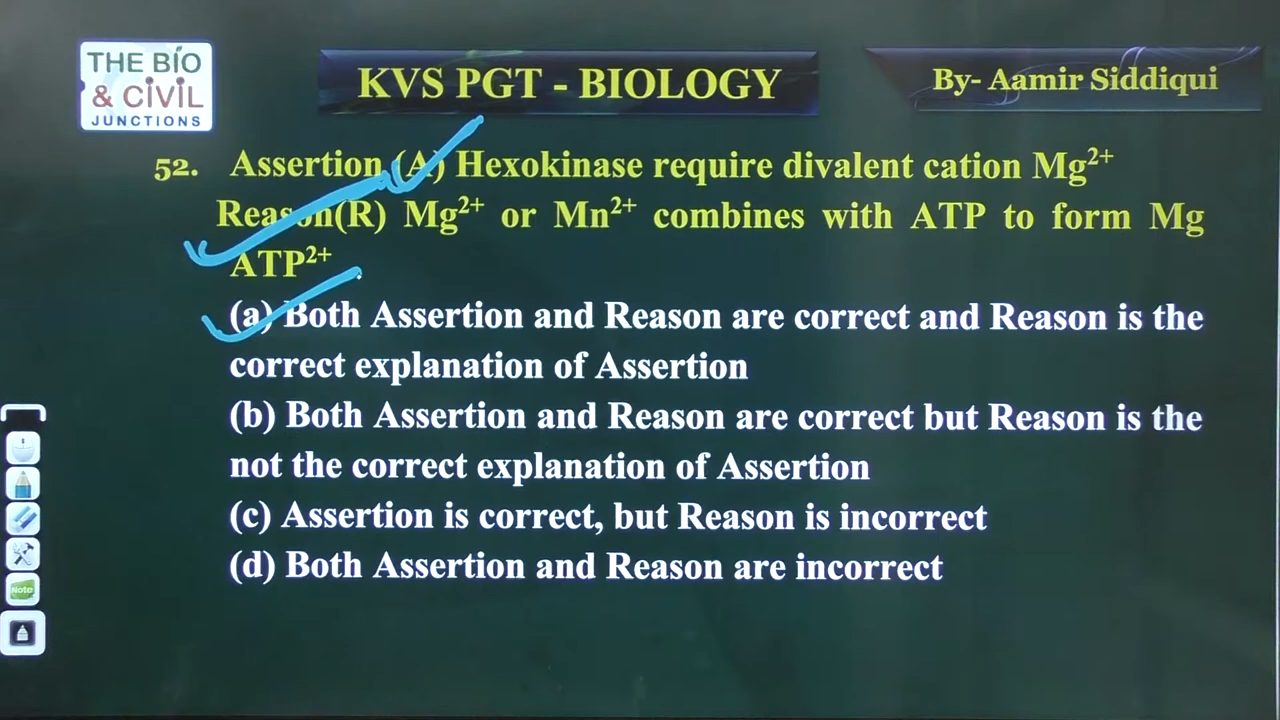 THE BIO
& CIVIL
JUNCTIONS
KVS PGT - BIOLOGY
By- Aamir Siddiqui
52. Assertion (A) Hexokinase require divalent cation Mg²⁺
Reason(R) Mg²⁺ or Mn²⁺ combines with ATP to form Mg
ATP²⁺
(a) Both Assertion and Reason are correct and Reason is the
correct explanation of Assertion
(b) Both Assertion and Reason are correct but Reason is the
not the correct explanation of Assertion
(c) Assertion is correct, but Reason is incorrect
(d) Both Assertion and Reason are incorrect
Note